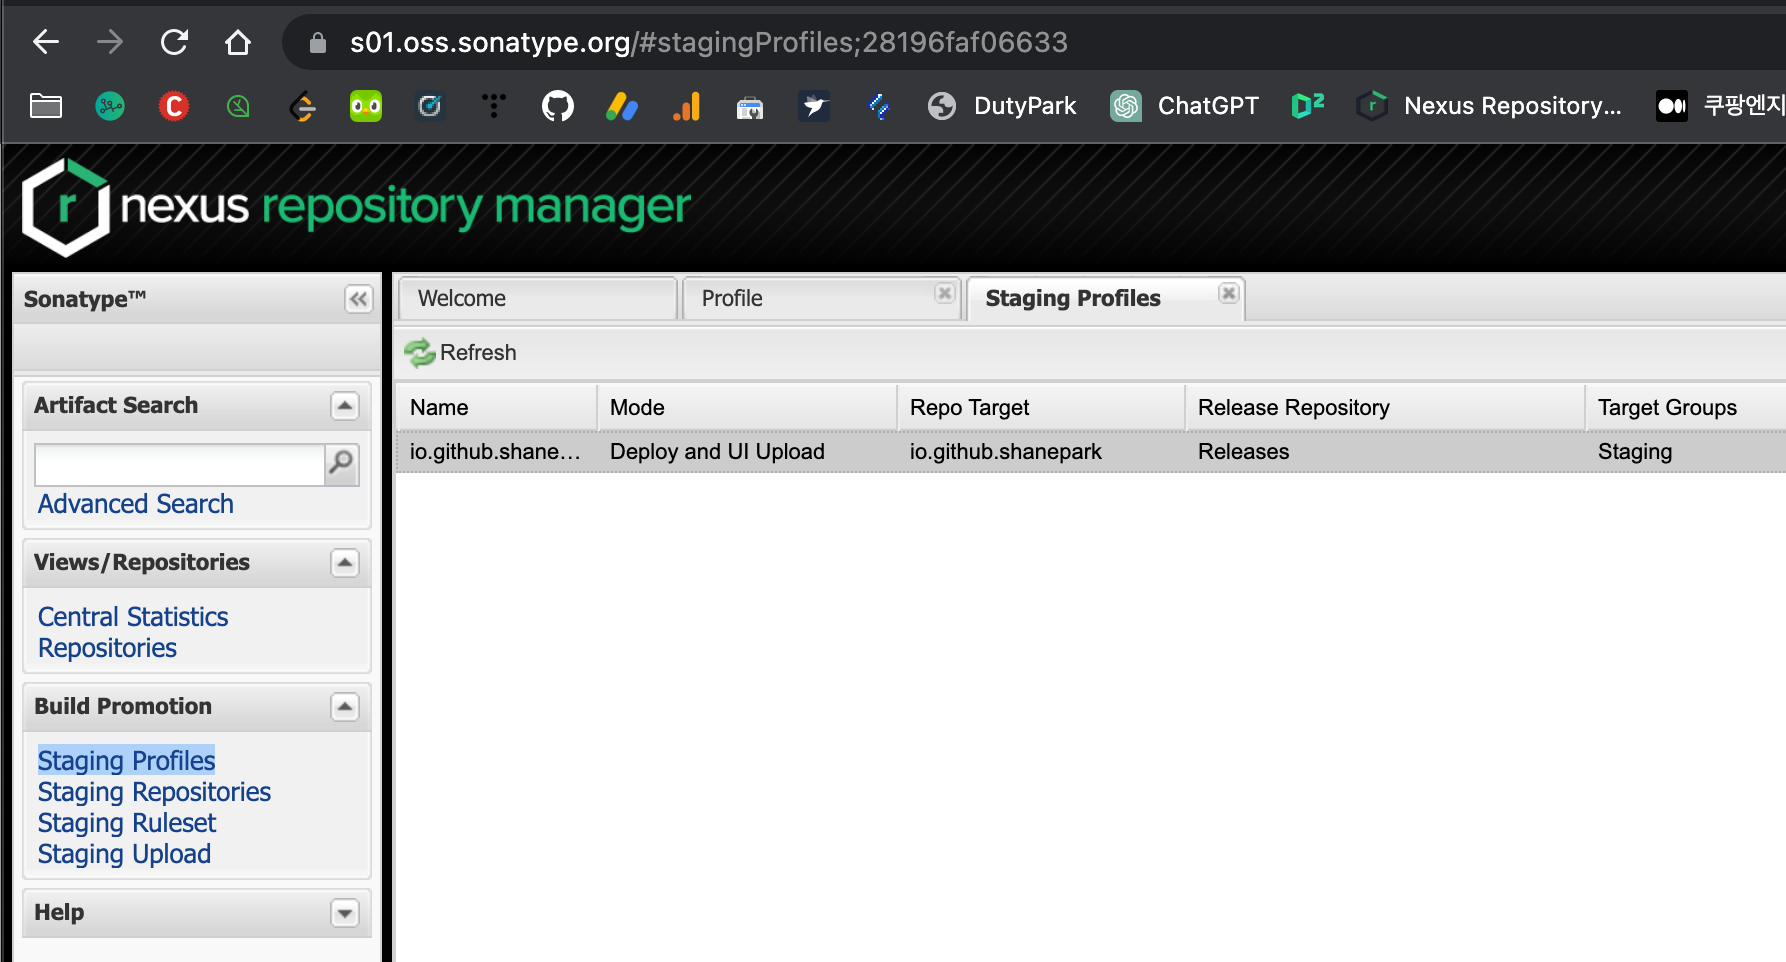 s01.oss.sonatype.org/#stagingProfiles;28196faf06633
DutyPark
ChatGPT
D2
Nexus Repository...
쿠팡엔지
nexus repository manager
Sonatype™
Welcome
Profile
Staging Profiles
Refresh
Artifact Search
Advanced Search
Views/Repositories
Central Statistics
Repositories
Build Promotion
Staging Profiles
Staging Repositories
Staging Ruleset
Staging Upload
Help
Name Mode Repo Target Release Repository Target Groups
io.github.shane... Deploy and UI Upload io.github.shanepark Releases Staging